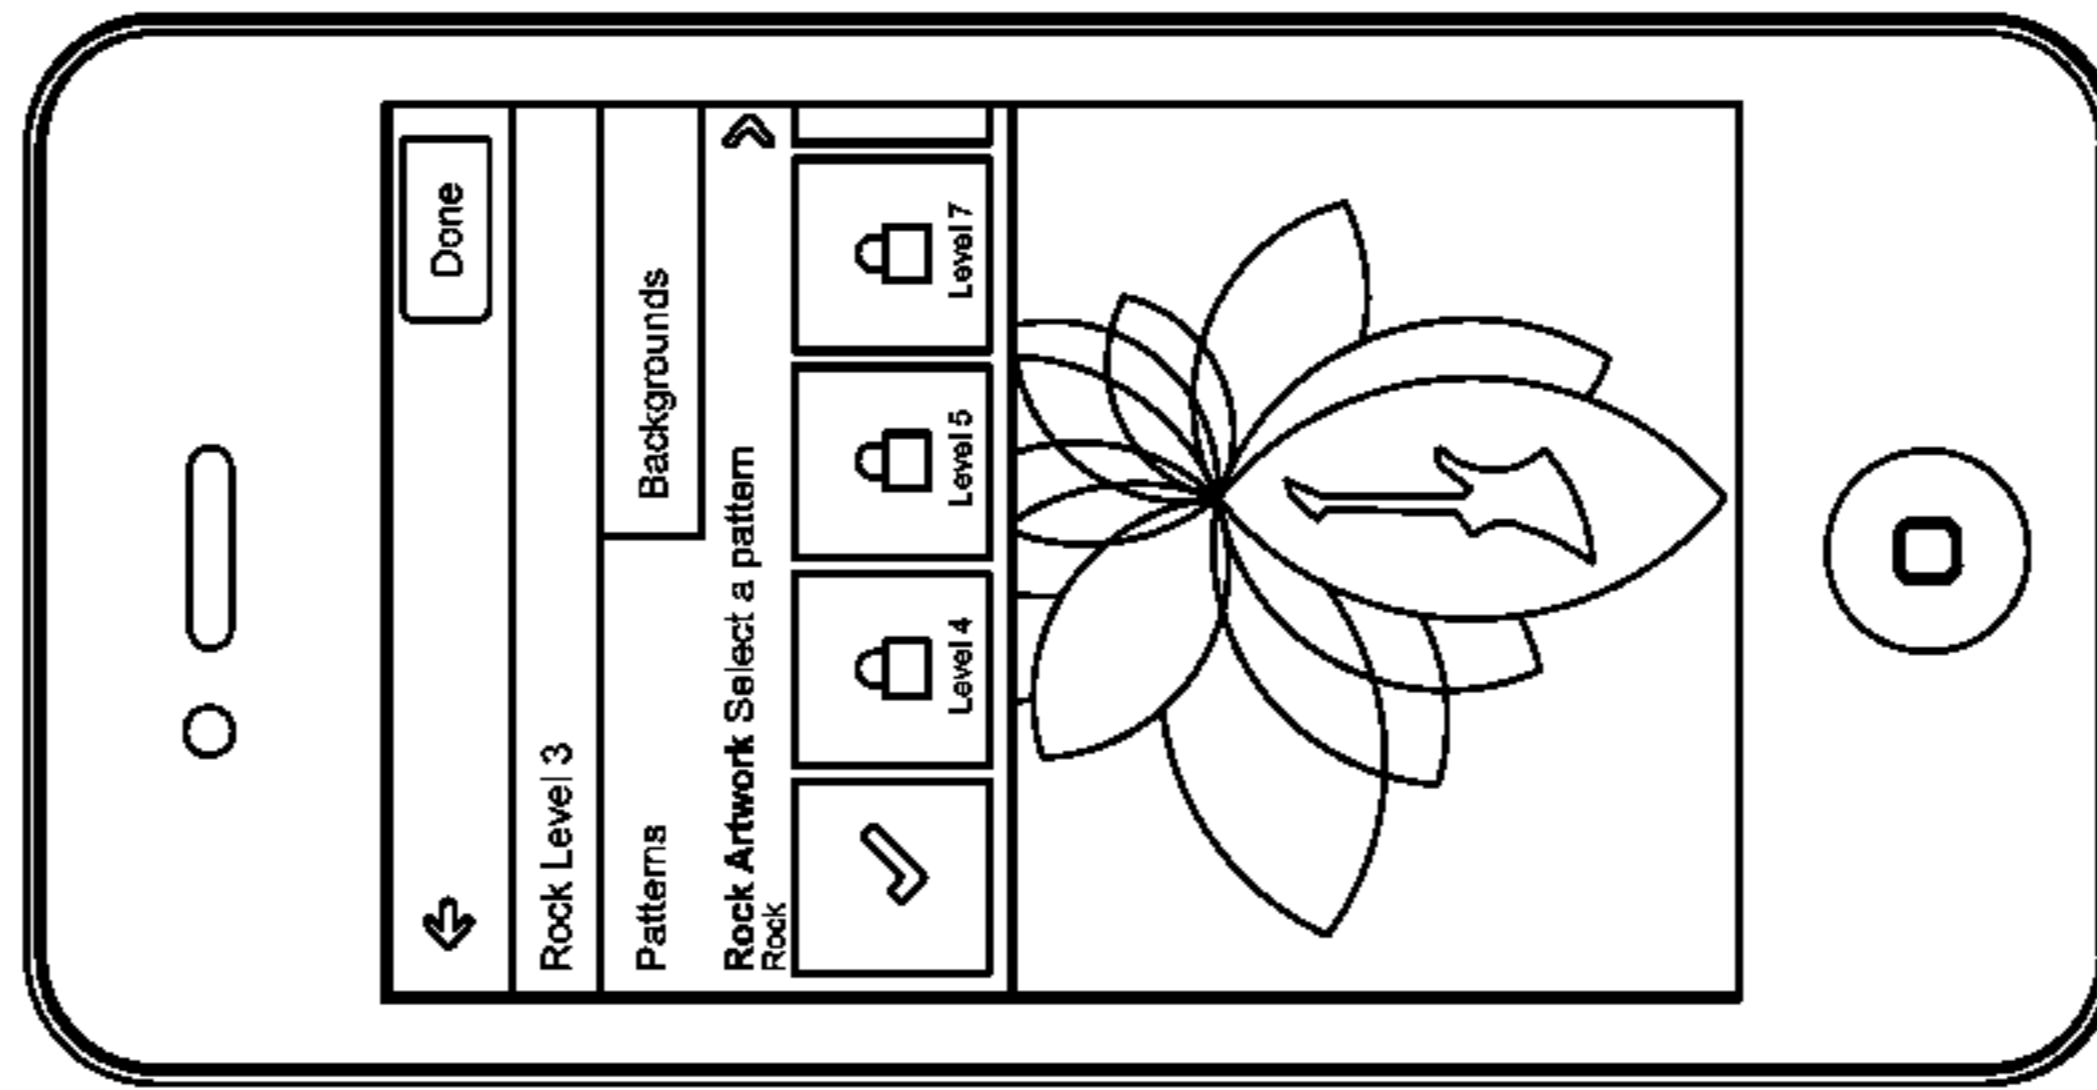 Done
Rock Level 3
Patterns Backgrounds
Rock Artwork Select a pattern
Rock
Level 4 Level 5 Level 7